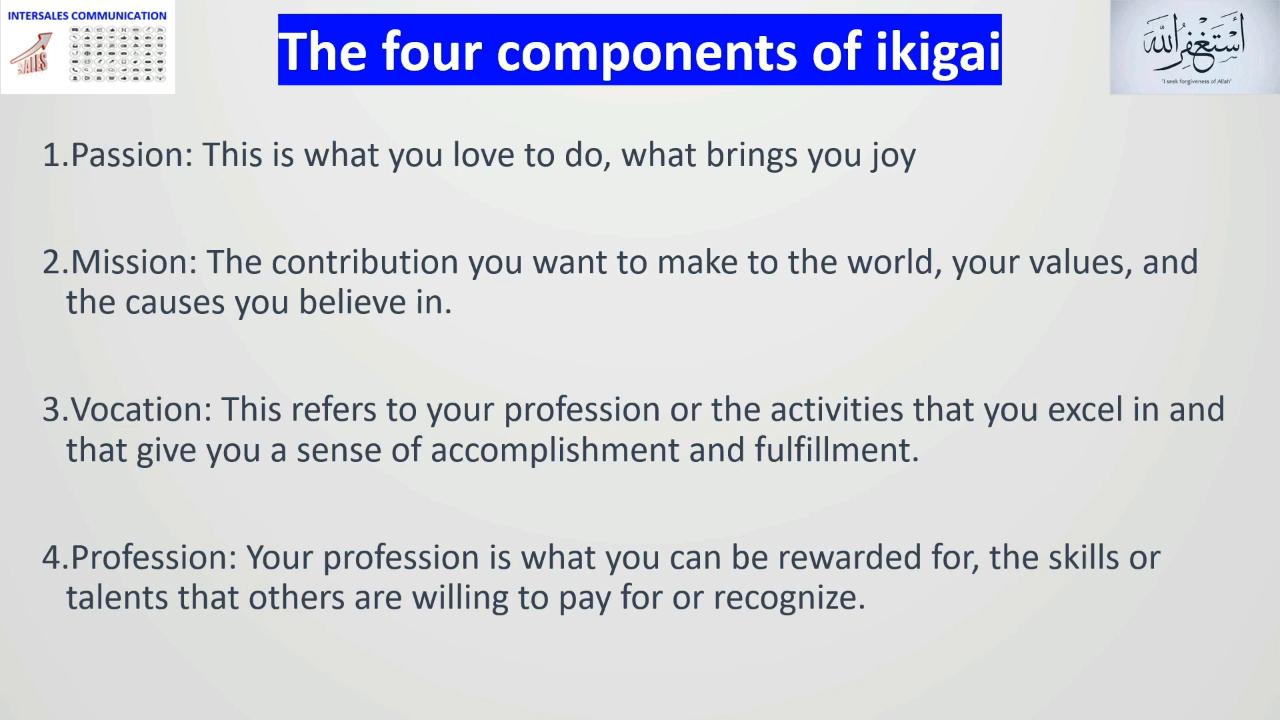 INTERSALES COMMUNICATION
SALES
The four components of ikigai
أَسْتَغْفِرُ اللّٰه
"I seek forgiveness of Allah"
1.Passion: This is what you love to do, what brings you joy
2.Mission: The contribution you want to make to the world, your values, and
the causes you believe in.
3.Vocation: This refers to your profession or the activities that you excel in and
that give you a sense of accomplishment and fulfillment.
4.Profession: Your profession is what you can be rewarded for, the skills or
talents that others are willing to pay for or recognize.